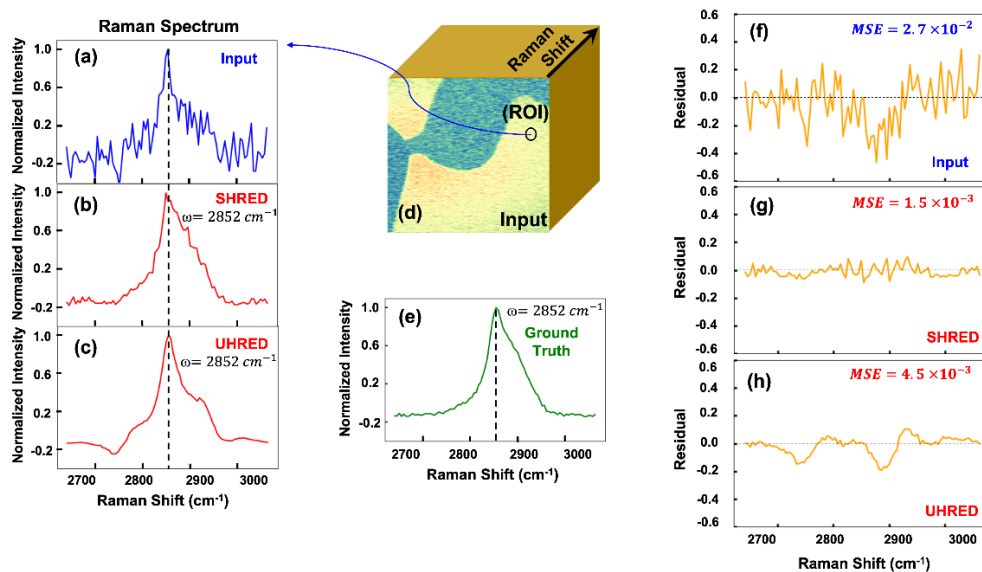 Raman Spectrum
(a)
Input
1.0
0.6
0.2
-0.2
Normalized Intensity
(b)
SHRED
ω= 2852 cm⁻¹
1.0
0.6
0.2
-0.2
Normalized Intensity
(c)
UHRED
ω= 2852 cm⁻¹
1.0
0.6
0.2
-0.2
Normalized Intensity
2700 2800 2900 3000
Raman Shift (cm⁻¹)
Raman
Shift
(ROI)
(d)
Input
(e)
ω= 2852 cm⁻¹
Ground
Truth
1.0
0.6
0.2
-0.2
Normalized Intensity
2700 2800 2900 3000
Raman Shift (cm⁻¹)
(f)
MSE = 2.7 ×10⁻²
0.6
0.4
0.2
0.0
-0.2
-0.4
-0.6
Residual
Input
(g)
MSE = 1.5 ×10⁻³
0.6
0.4
0.2
0.0
-0.2
-0.4
-0.6
Residual
SHRED
(h)
MSE = 4.5 ×10⁻³
0.6
0.4
0.2
0.0
-0.2
-0.4
-0.6
Residual
UHRED
2700 2800 2900 3000
Raman Shift (cm⁻¹)